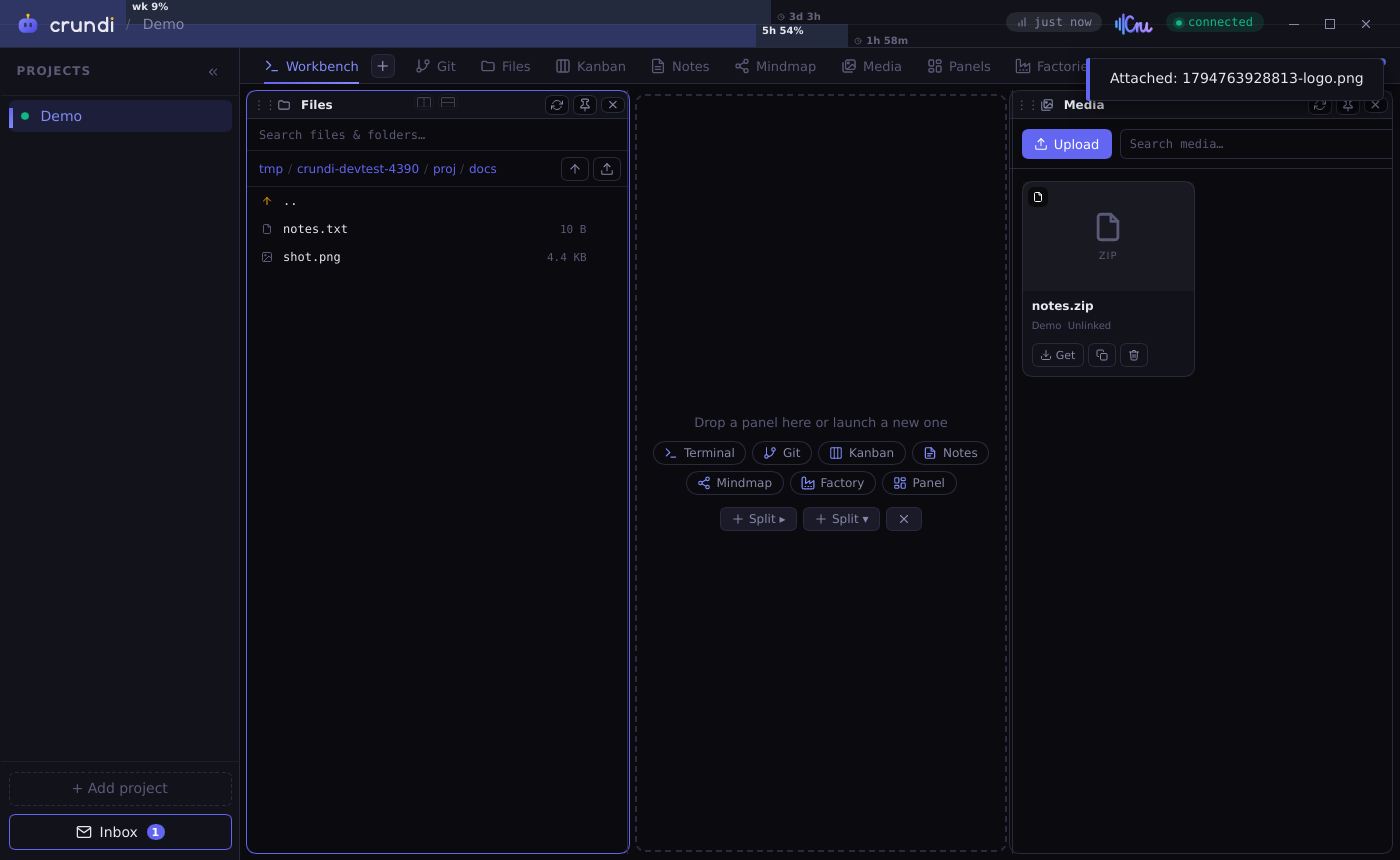 wk 9%
crundi / Demo
3d 3h
5h 54%
1h 58m
just now
Cru
connected
PROJECTS
Workbench
Git
Files
Kanban
Notes
Mindmap
Media
Panels
Attached: 1794763928813-logo.png
Demo
Files
Search files & folders…
tmp / crundi-devtest-4390 / proj / docs
..
notes.txt 10 B
shot.png 4.4 KB
Drop a panel here or launch a new one
Terminal
Git
Kanban
Notes
Mindmap
Factory
Panel
+ Split ▸
+ Split ▾
Media
Upload
Search media…
ZIP
notes.zip
Demo Unlinked
Get
+ Add project
Inbox 1